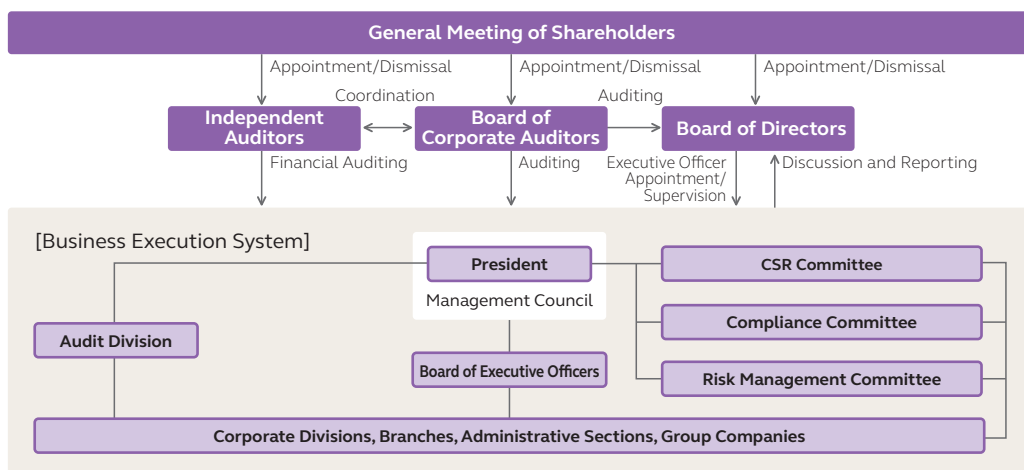 General Meeting of Shareholders
Appointment/Dismissal
Appointment/Dismissal
Appointment/Dismissal
Coordination
Auditing
Independent
Auditors
Board of
Corporate Auditors
Board of Directors
Financial Auditing
Auditing
Executive Officer
Appointment/
Supervision
Discussion and Reporting
[Business Execution System]
President
Management Council
CSR Committee
Compliance Committee
Audit Division
Board of Executive Officers
Risk Management Committee
Corporate Divisions, Branches, Administrative Sections, Group Companies